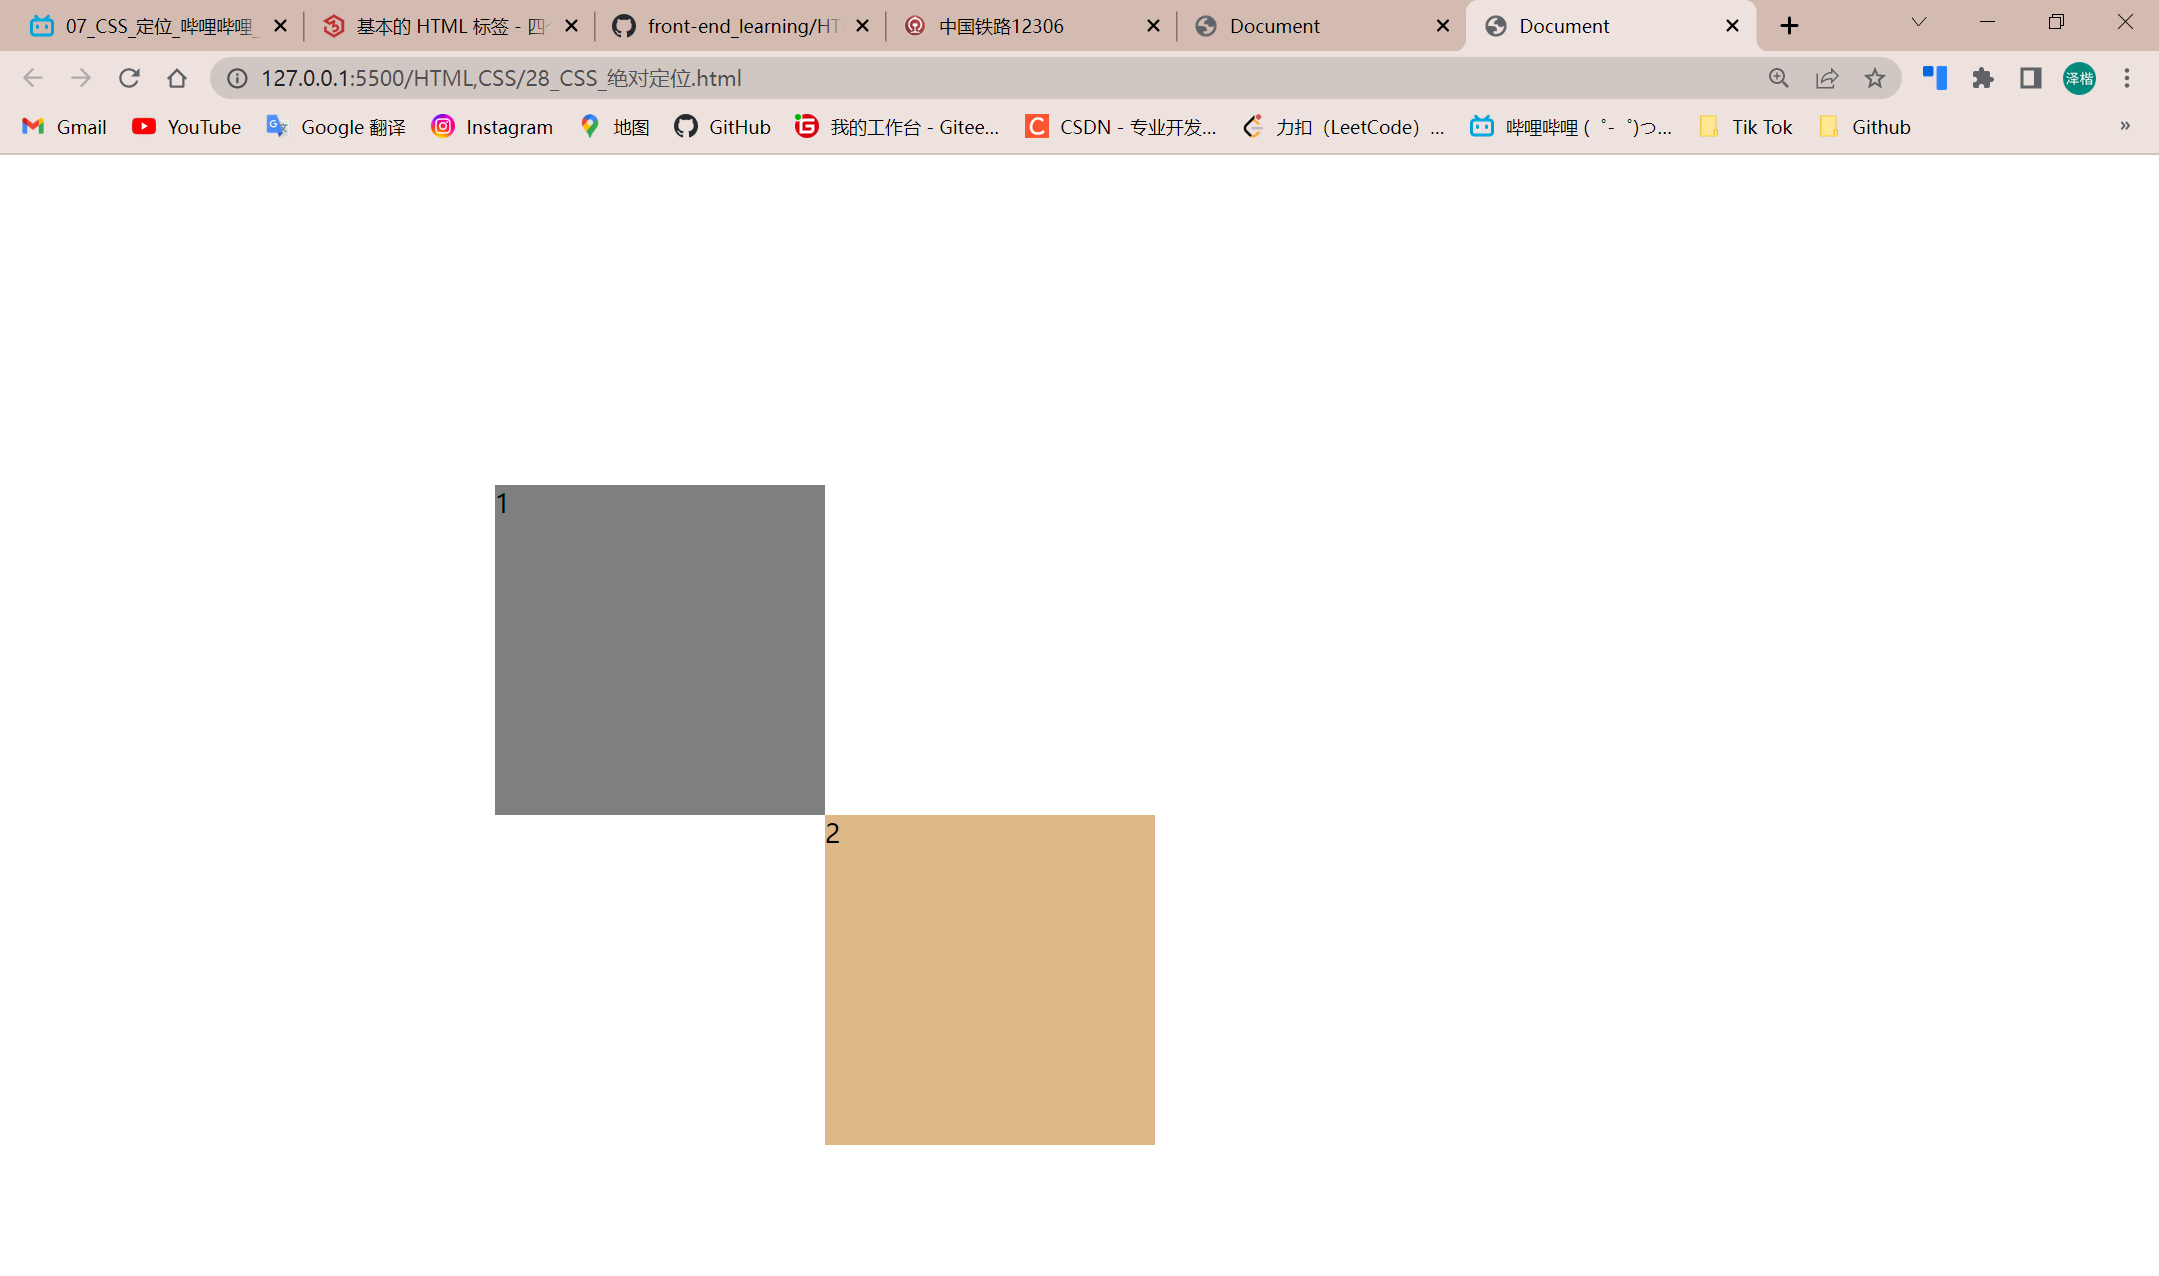 07_CSS_定位_哔哩哔哩_
基本的 HTML 标签 - 四
front-end_learning/HT
中国铁路12306
Document
Document
127.0.0.1:5500/HTML,CSS/28_CSS_绝对定位.html
泽楷
Gmail
YouTube
Google 翻译
Instagram
地图
GitHub
我的工作台 - Gitee...
CSDN - 专业开发...
力扣（LeetCode）...
哔哩哔哩 ( ゜- ゜)つ...
Tik Tok
Github
»
1
2